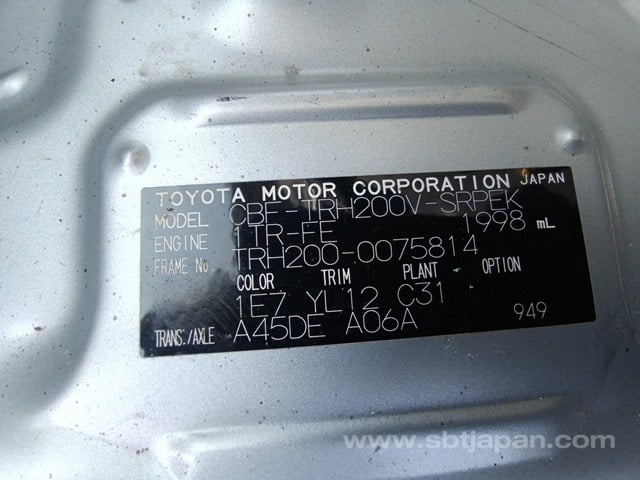 TOYOTA MOTOR CORPORATION JAPAN
MODEL CBF-TRH200V-SRPEK
ENGINE 1TR-FE 1998 mL
FRAME No. TRH200-0075814
COLOR TRIM PLANT OPTION
1E7 YL12 C31
TRANS./AXLE A45DE A06A 949
www.sbtjapan.com